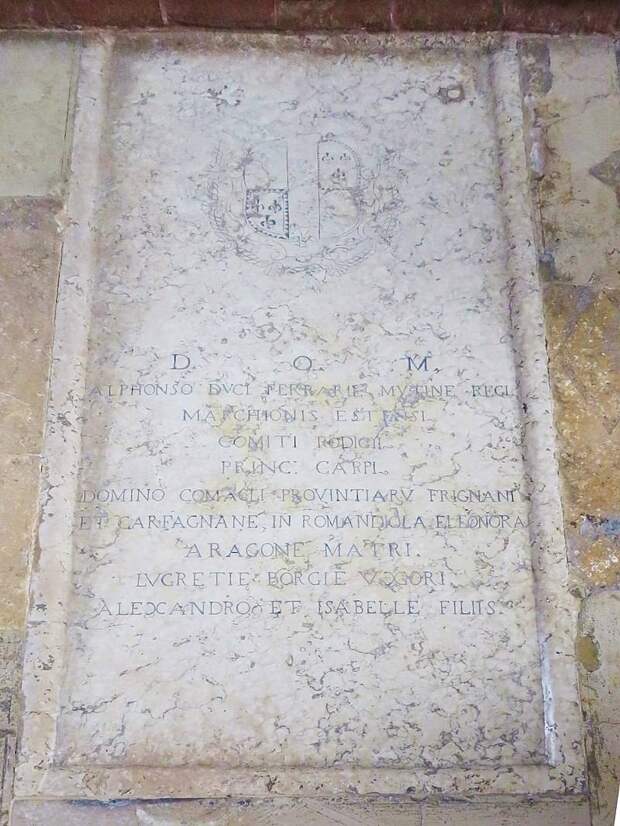 D. O. M.
ALPHONSO DVCI FERRARIE, MVTINE REGI.
MARCHIONIS ESTENSI.
COMITI RODIGII.
PRINC. CARPI.
DOMINO COMACLI PROVINTIARV FRIGNANI
ET CARFAGNANE, IN ROMANDIOLA, ELEONORA
ARAGONE MATRI.
LVCRETIE BORGIE VXORI.
ALEXANDRO ET ISABELLE FILIIS.